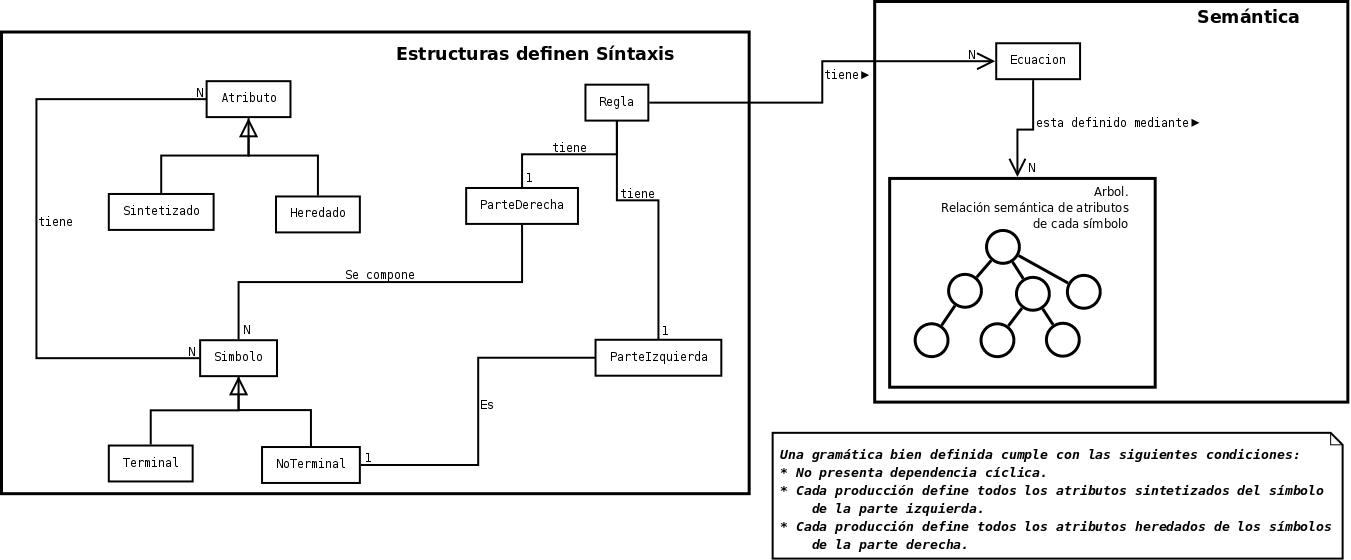 Semántica
Estructuras definen Síntaxis
N
Ecuacion
tiene►
N
Atributo
Regla
esta definido mediante►
tiene
1
N
Sintetizado
Heredado
ParteDerecha
tiene
Arbol.
Relación semántica de atributos
de cada símbolo
tiene
Se compone
N
1
N
Simbolo
ParteIzquierda
Es
Terminal
NoTerminal
1
Una gramática bien definida cumple con las siguientes condiciones:
* No presenta dependencia cíclica.
* Cada producción define todos los atributos sintetizados del símbolo
de la parte izquierda.
* Cada producción define todos los atributos heredados de los símbolos
de la parte derecha.